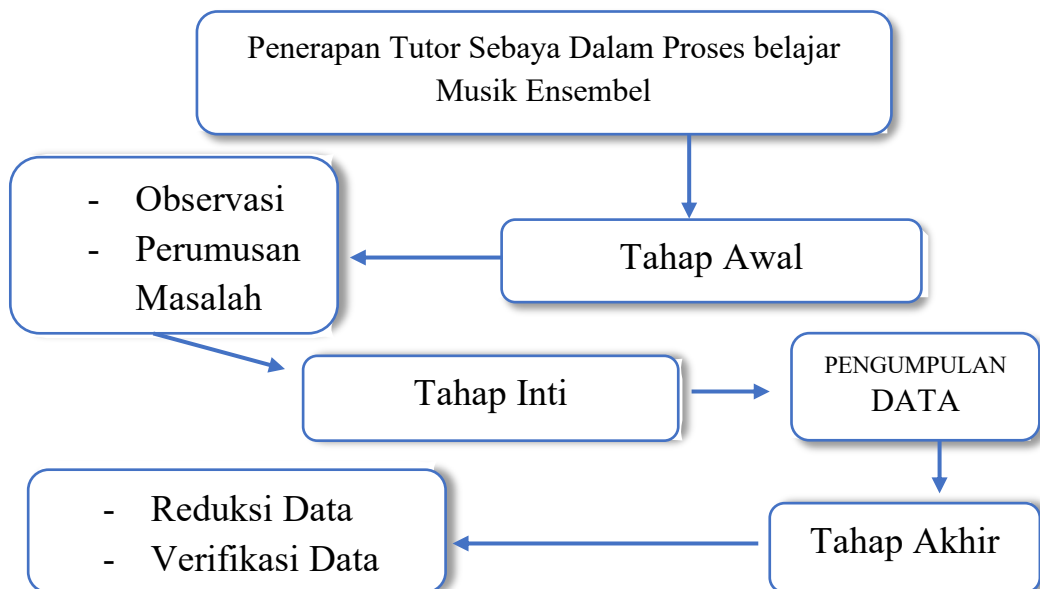 Penerapan Tutor Sebaya Dalam Proses belajar
Musik Ensembel
- Observasi
- Perumusan
Masalah
Tahap Awal
Tahap Inti
PENGUMPULAN
DATA
Tahap Akhir
- Reduksi Data
- Verifikasi Data